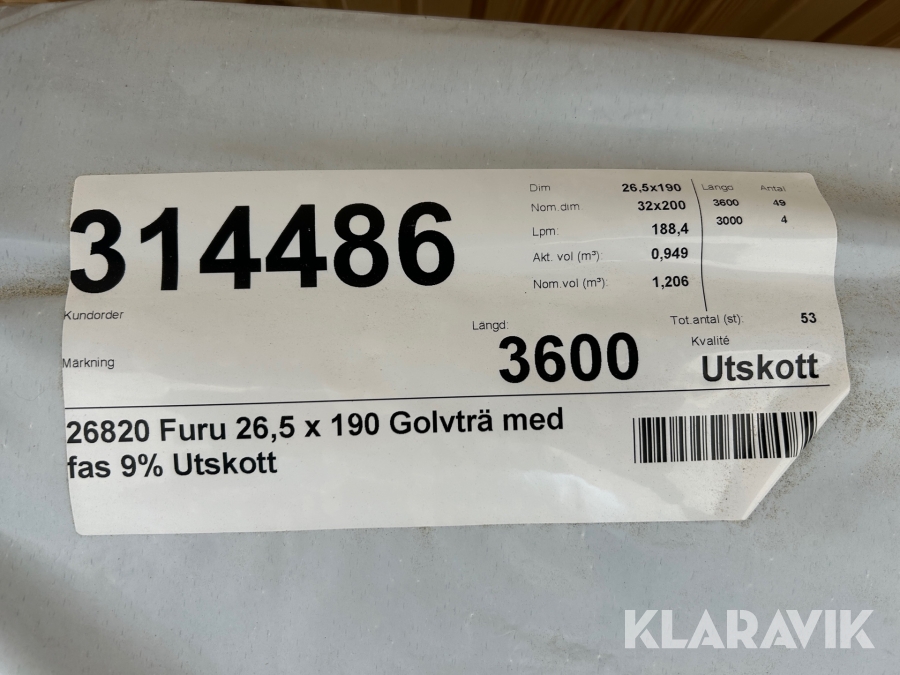 314486
Kundorder
Märkning
Dim 26,5x190
Nom.dim. 32x200
Lpm: 188,4
Akt. vol (m³) 0,949
Nom.vol (m³): 1,206
Längd Antal
3600 49
3000 4
Längd: 3600
Tot.antal (st): 53
Kvalité
Utskott
26820 Furu 26,5 x 190 Golvträ med
fas 9% Utskott
KLARAVIK